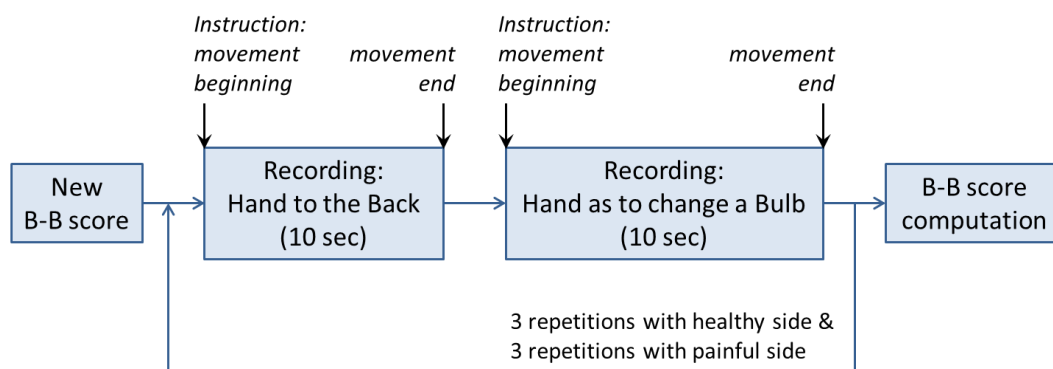 Instruction:
movement
beginning
movement
end
Instruction:
movement
beginning
movement
end
New
B-B score
Recording:
Hand to the Back
(10 sec)
Recording:
Hand as to change a Bulb
(10 sec)
B-B score
computation
3 repetitions with healthy side &
3 repetitions with painful side